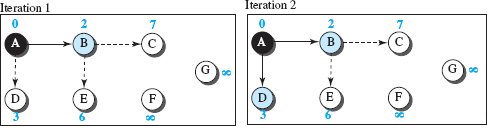 Iteration 1
0 2 7
A B C
G ∞
D E F
3 6 ∞
Iteration 2
0 2 7
A B C
G ∞
D E F
3 6 ∞